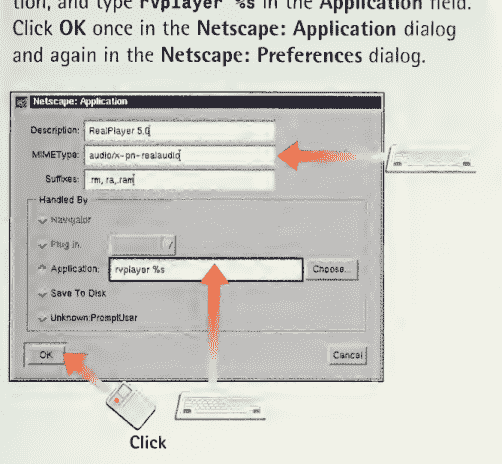 tion, and type rvplayer %s in the Application field.
Click OK once in the Netscape: Application dialog
and again in the Netscape: Preferences dialog.
Netscape: Application
Description: RealPlayer 5.0
MIMEType: audio/x-pn-realaudio
Suffixes: rm, ra, ram
Handled By
Navigator
Plug In:
Application: rvplayer %s Choose...
Save To Disk
Unknown:PromptUser
OK Cancel
Click